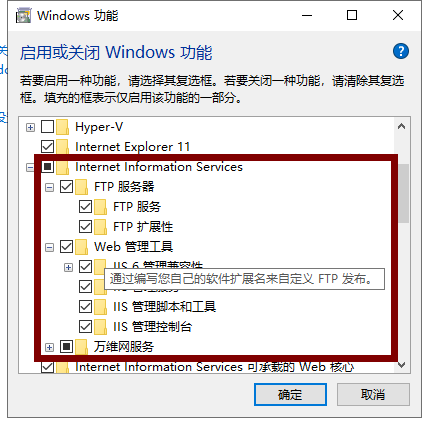 Windows 功能
启用或关闭 Windows 功能
若要启用一种功能，请选择其复选框。若要关闭一种功能，请清除其复选
框。填充的框表示仅启用该功能的一部分。
Hyper-V
Internet Explorer 11
Internet Information Services
FTP 服务器
FTP 服务
FTP 扩展性
Web 管理工具
IIS 6 管理兼容性
通过编写您自己的软件扩展名来自定义 FTP 发布。
IIS 管理服务
IIS 管理脚本和工具
IIS 管理控制台
万维网服务
Internet Information Services 可承载的 Web 核心
确定
取消